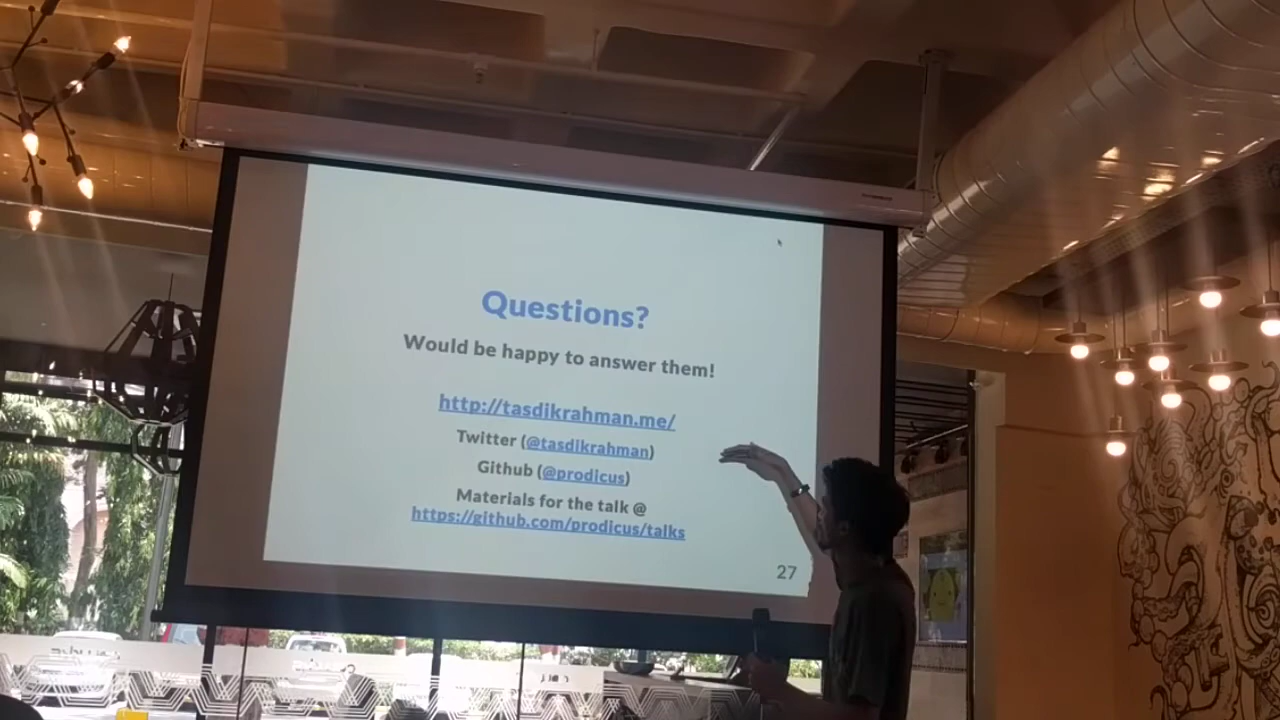 Questions?
Would be happy to answer them!
http://tasdikrahman.me/
Twitter (@tasdikrahman)
Github (@prodicus)
Materials for the talk @
https://github.com/prodicus/talks
27